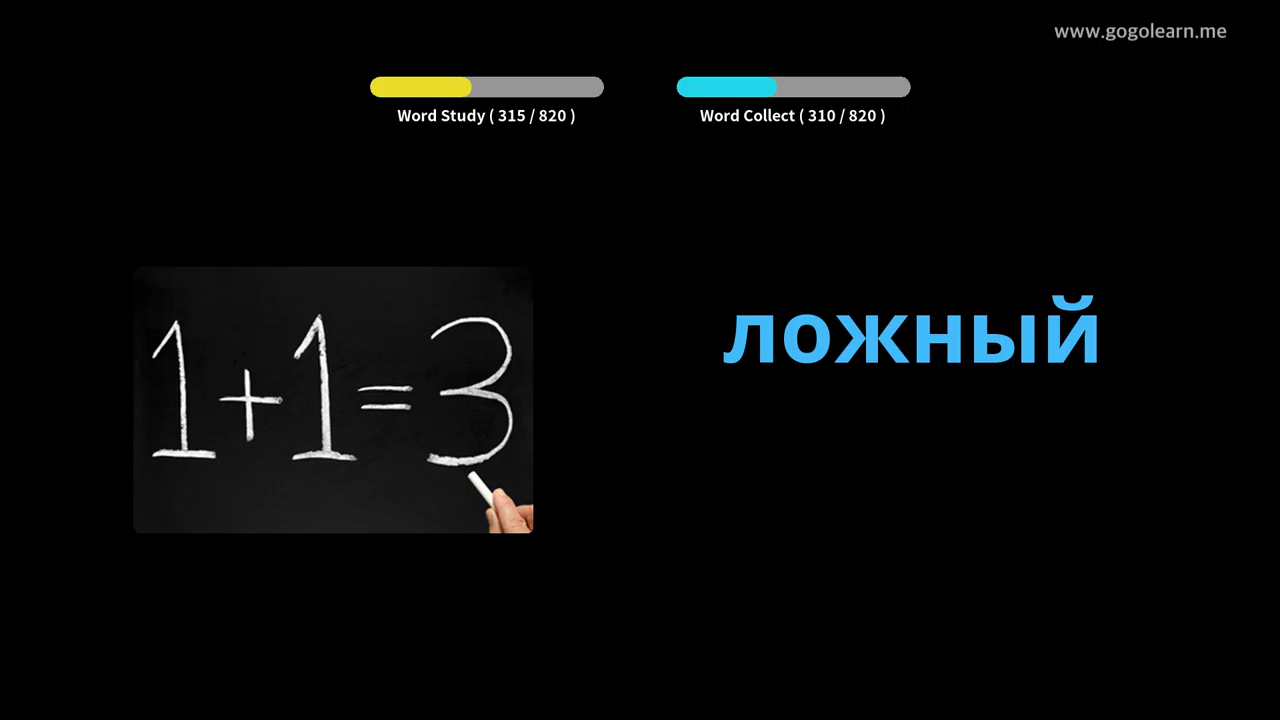 www.gogolearn.me
Word Study ( 315 / 820 )
Word Collect ( 310 / 820 )
1+1=3
ложный